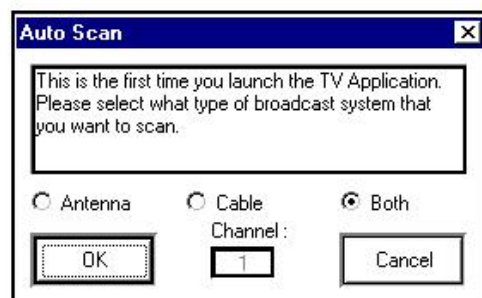 Auto Scan
This is the first time you launch the TV Application.
Please select what type of broadcast system that
you want to scan.
Antenna Cable Both
Channel :
OK 1 Cancel